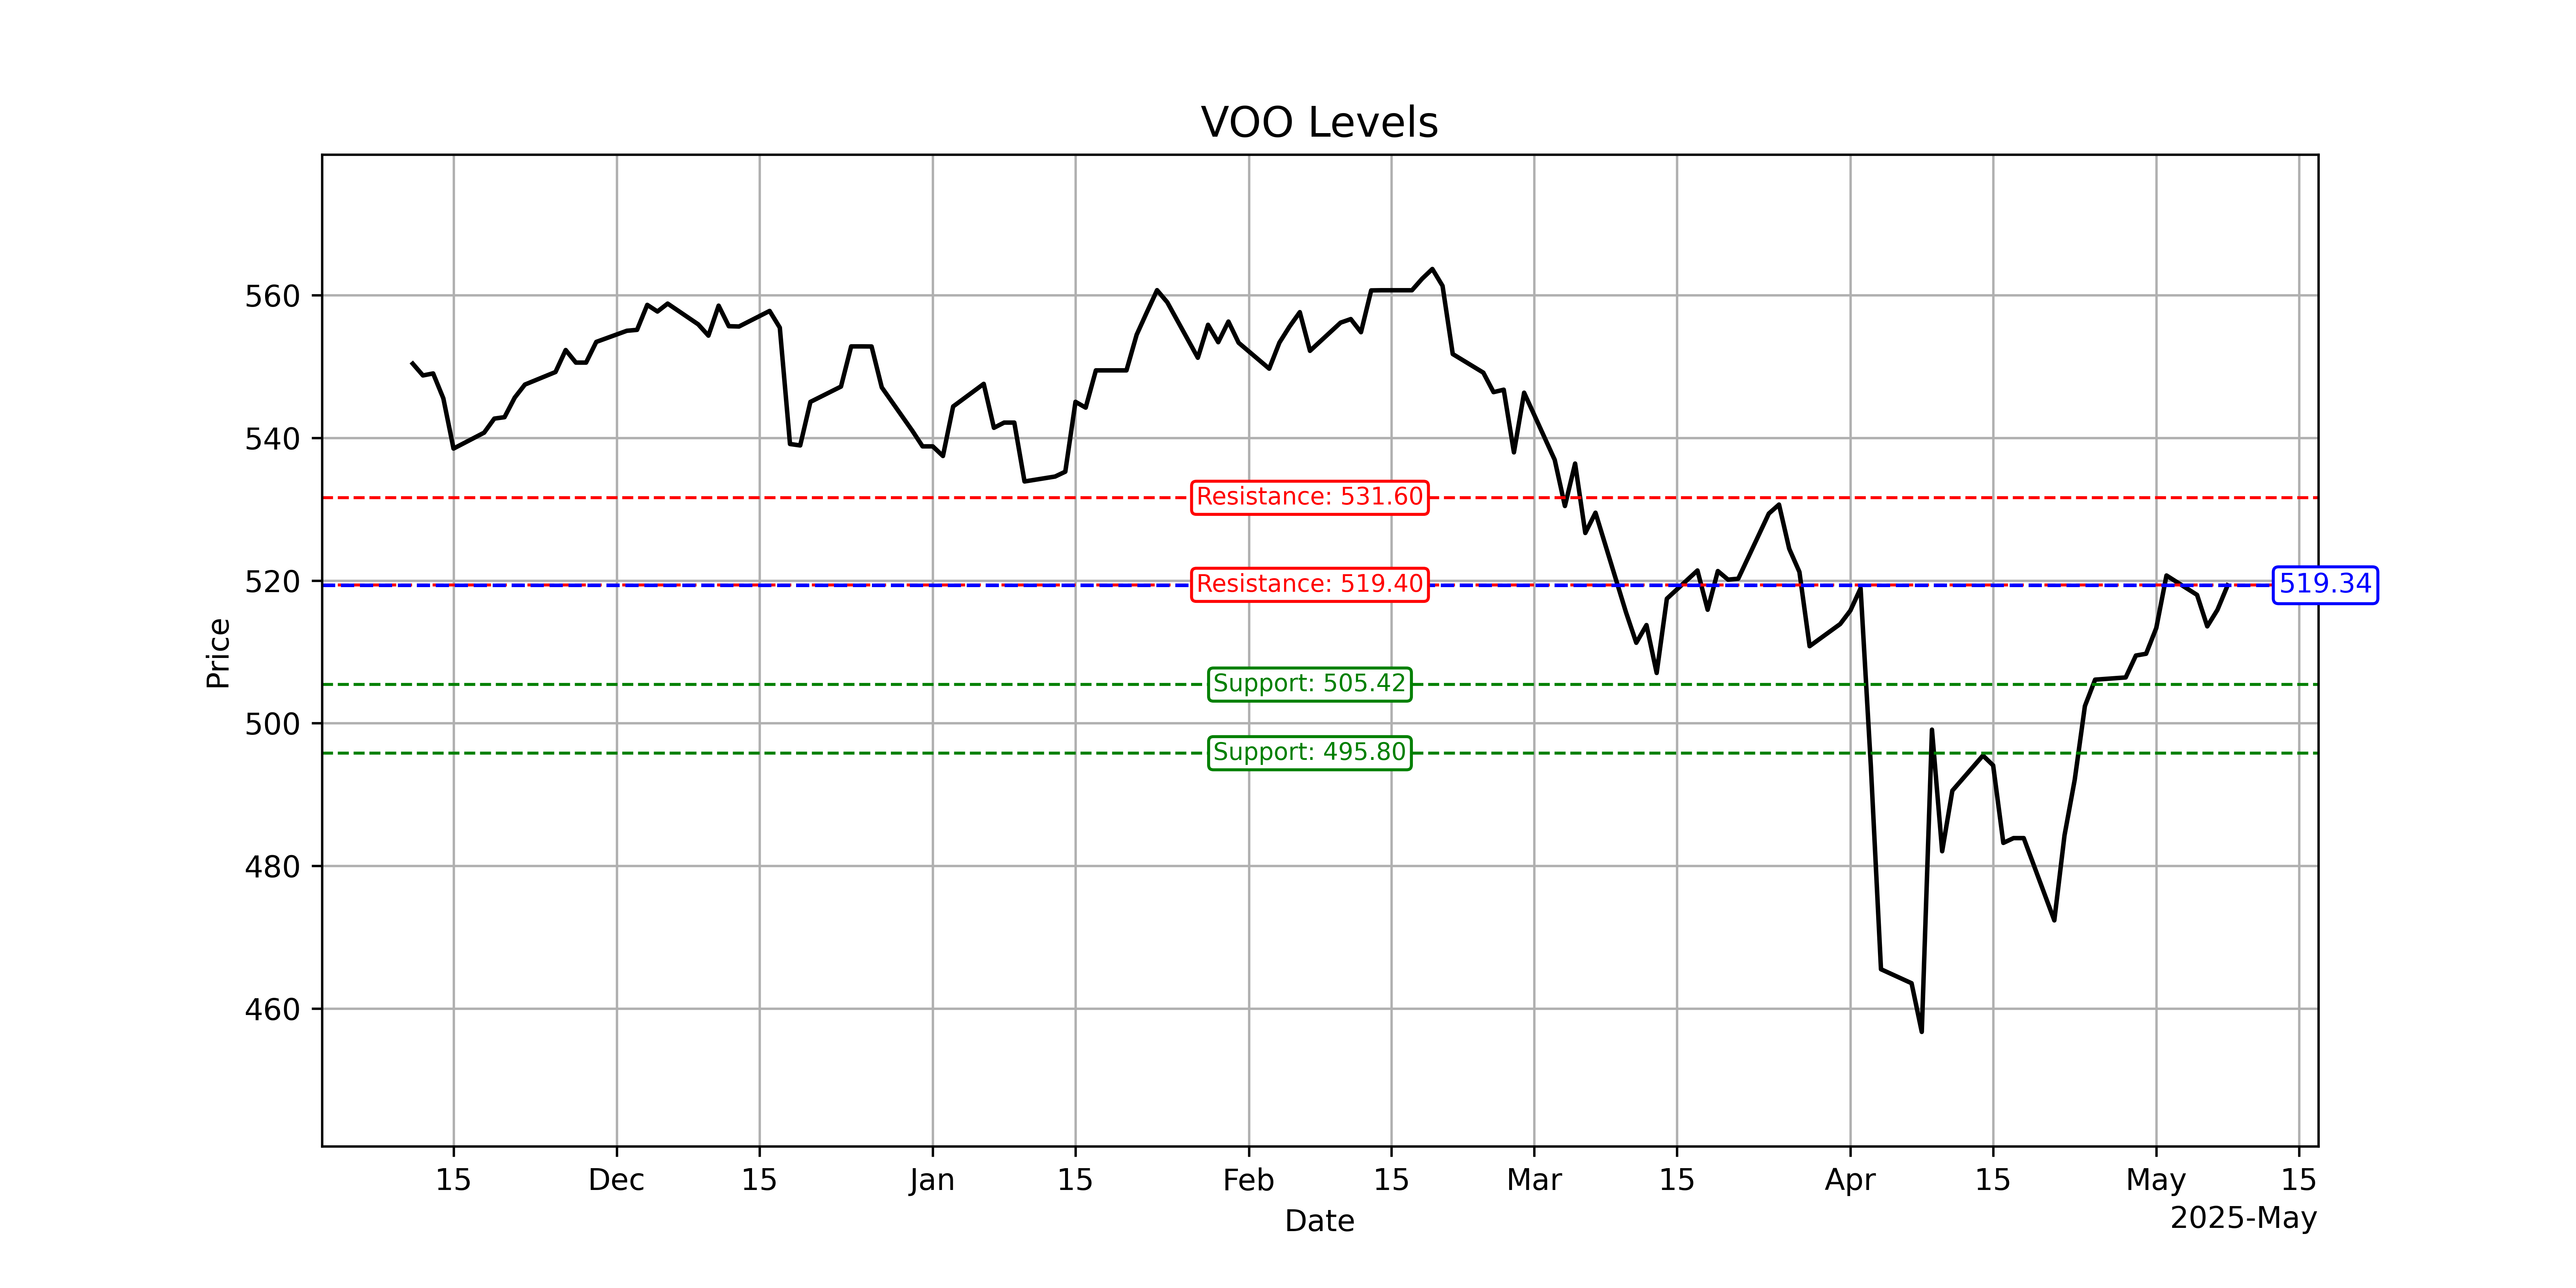 VOO Levels
560
540
520
500
480
460
Price
Resistance: 531.60
Resistance: 519.40
519.34
Support: 505.42
Support: 495.80
15 Dec 15 Jan 15 Feb 15 Mar 15 Apr 15 May 15
Date
2025-May